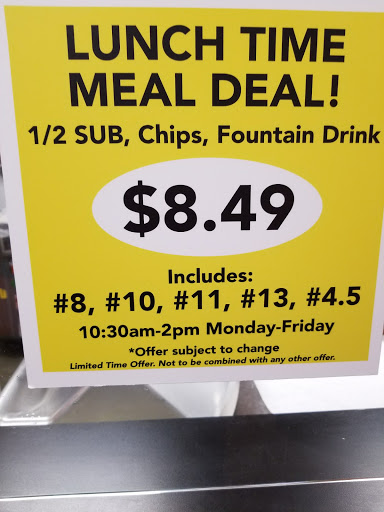 LUNCH TIME
MEAL DEAL!
1/2 SUB, Chips, Fountain Drink
$8.49
Includes:
#8, #10, #11, #13, #4.5
10:30am-2pm Monday-Friday
*Offer subject to change
Limited Time Offer. Not to be combined with any other offer.